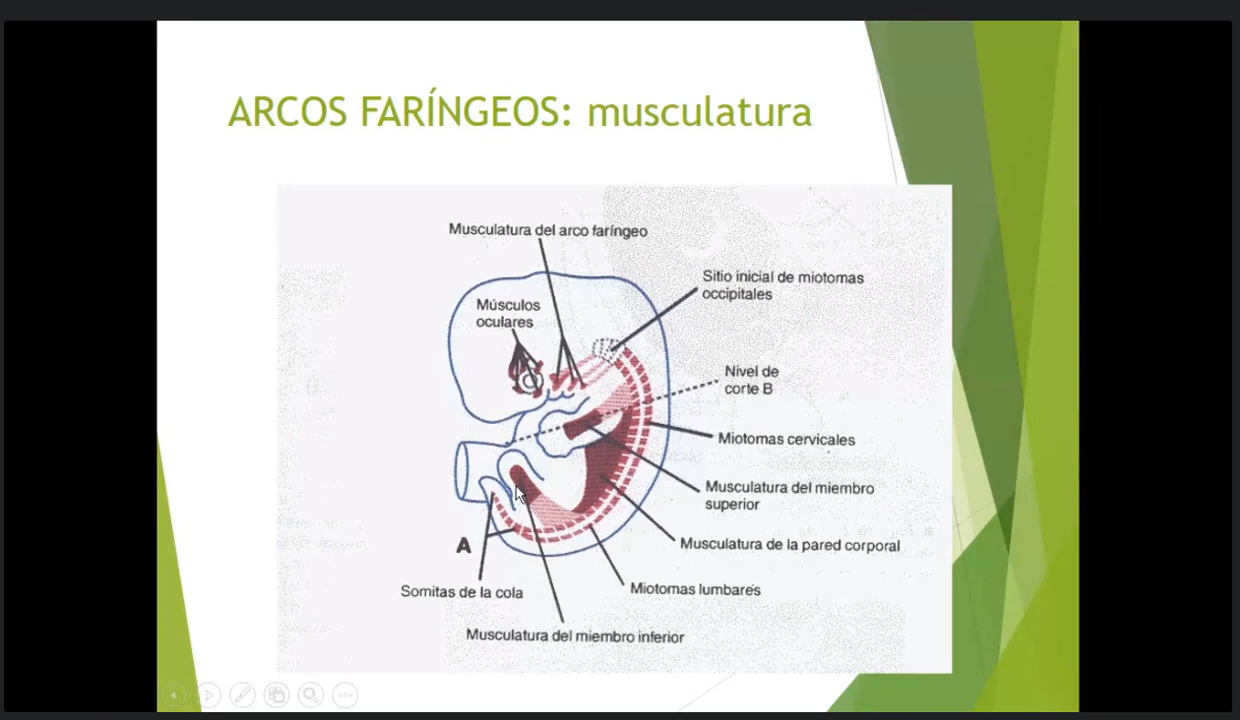 ARCOS FARÍNGEOS: musculatura
Musculatura del arco faríngeo
Sitio inicial de miotomas
occipitales
Músculos
oculares
Nivel de
corte B
Miotomas cervicales
Musculatura del miembro
superior
Musculatura de la pared corporal
A
Miotomas lumbares
Somitas de la cola
Musculatura del miembro inferior